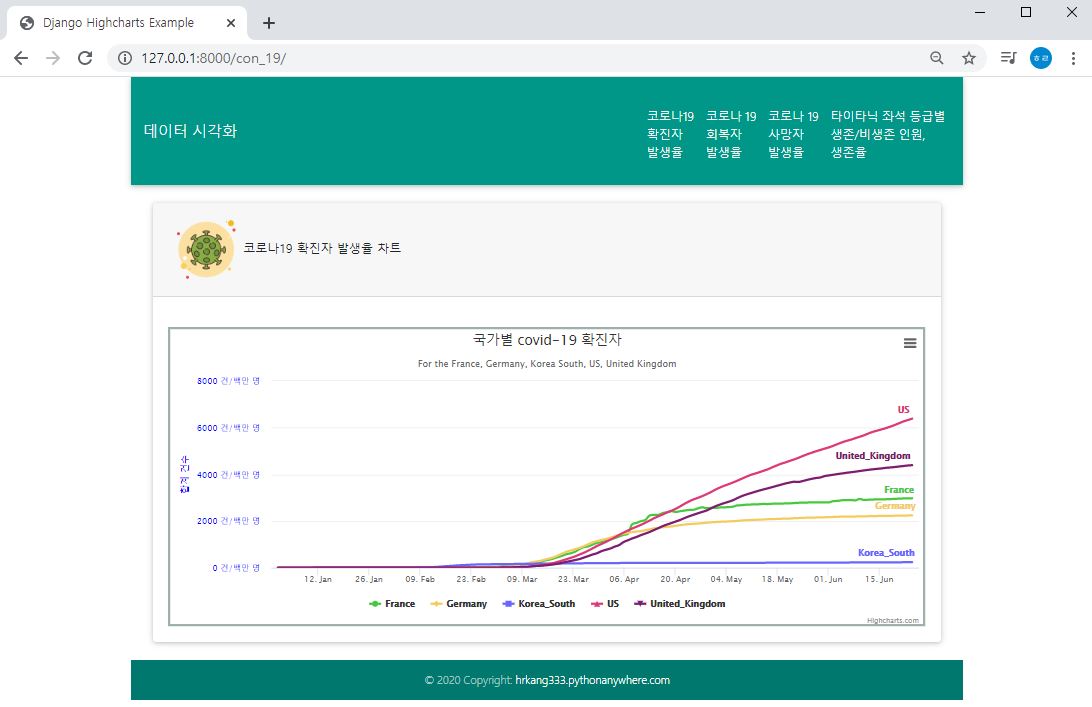 Django Highcharts Example
127.0.0.1:8000/con_19/
ㅎㄹ
데이터 시각화
코로나19 확진자 발생율
코로나 19 회복자 발생율
코로나 19 사망자 발생율
타이타닉 좌석 등급별 생존/비생존 인원, 생존율
코로나19 확진자 발생율 차트
국가별 covid-19 확진자
For the France, Germany, Korea South, US, United Kingdom
8000 건/백만 명
6000 건/백만 명
4000 건/백만 명
2000 건/백만 명
0 건/백만 명
합계 건수
US
United_Kingdom
France
Germany
Korea_South
12. Jan
26. Jan
09. Feb
23. Feb
09. Mar
23. Mar
06. Apr
20. Apr
04. May
18. May
01. Jun
15. Jun
France
Germany
Korea_South
US
United_Kingdom
Highcharts.com
© 2020 Copyright: hrkang333.pythonanywhere.com